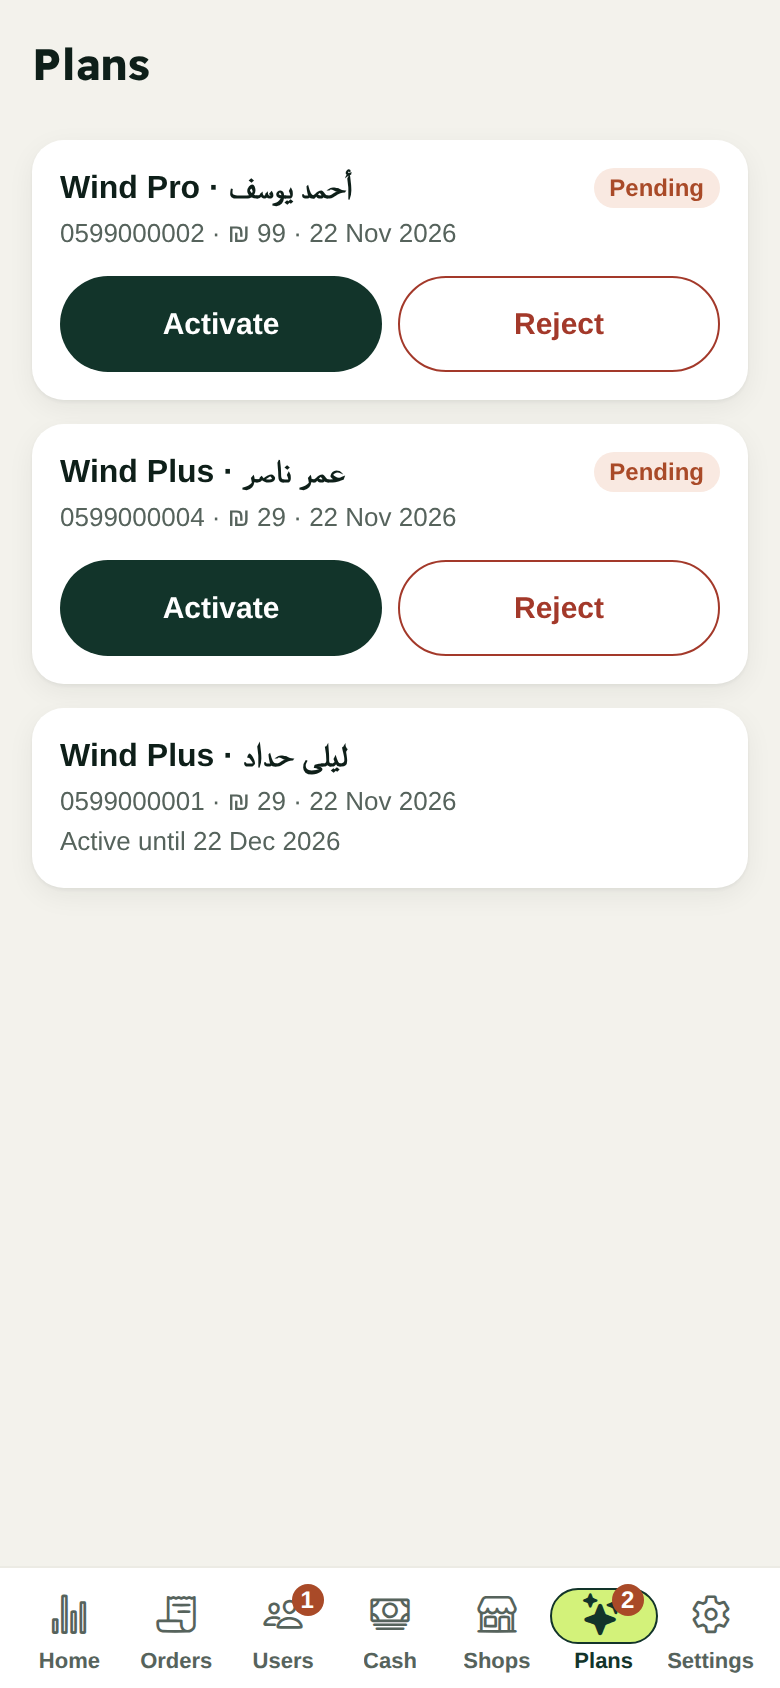 Plans
Wind Pro · أحمد يوسف
Pending
0599000002 · ₪ 99 · 22 Nov 2026
Activate
Reject
Wind Plus · عمر ناصر
Pending
0599000004 · ₪ 29 · 22 Nov 2026
Activate
Reject
Wind Plus · ليلى حداد
0599000001 · ₪ 29 · 22 Nov 2026
Active until 22 Dec 2026
1
2
Home
Orders
Users
Cash
Shops
Plans
Settings